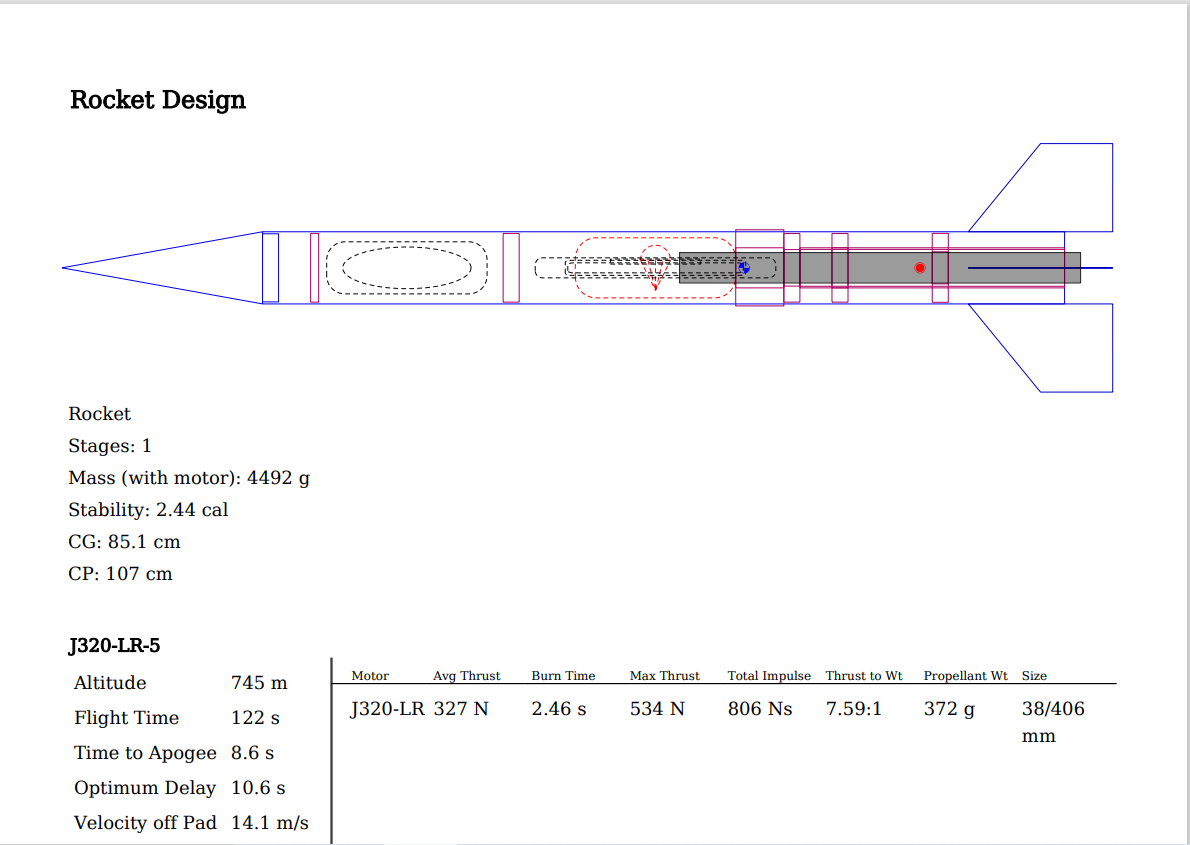 Rocket Design
Rocket
Stages: 1
Mass (with motor): 4492 g
Stability: 2.44 cal
CG: 85.1 cm
CP: 107 cm
J320-LR-5
Altitude 745 m
Flight Time 122 s
Time to Apogee 8.6 s
Optimum Delay 10.6 s
Velocity off Pad 14.1 m/s
Motor Avg Thrust Burn Time Max Thrust Total Impulse Thrust to Wt Propellant Wt Size
J320-LR 327 N 2.46 s 534 N 806 Ns 7.59:1 372 g 38/406
mm